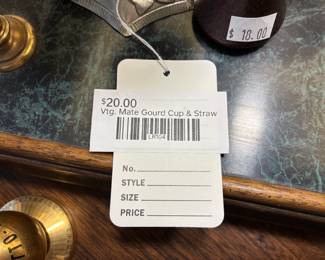 $ 18.00
$20.00
Vtg. Mate Gourd Cup & Straw
No.
STYLE
SIZE
PRICE